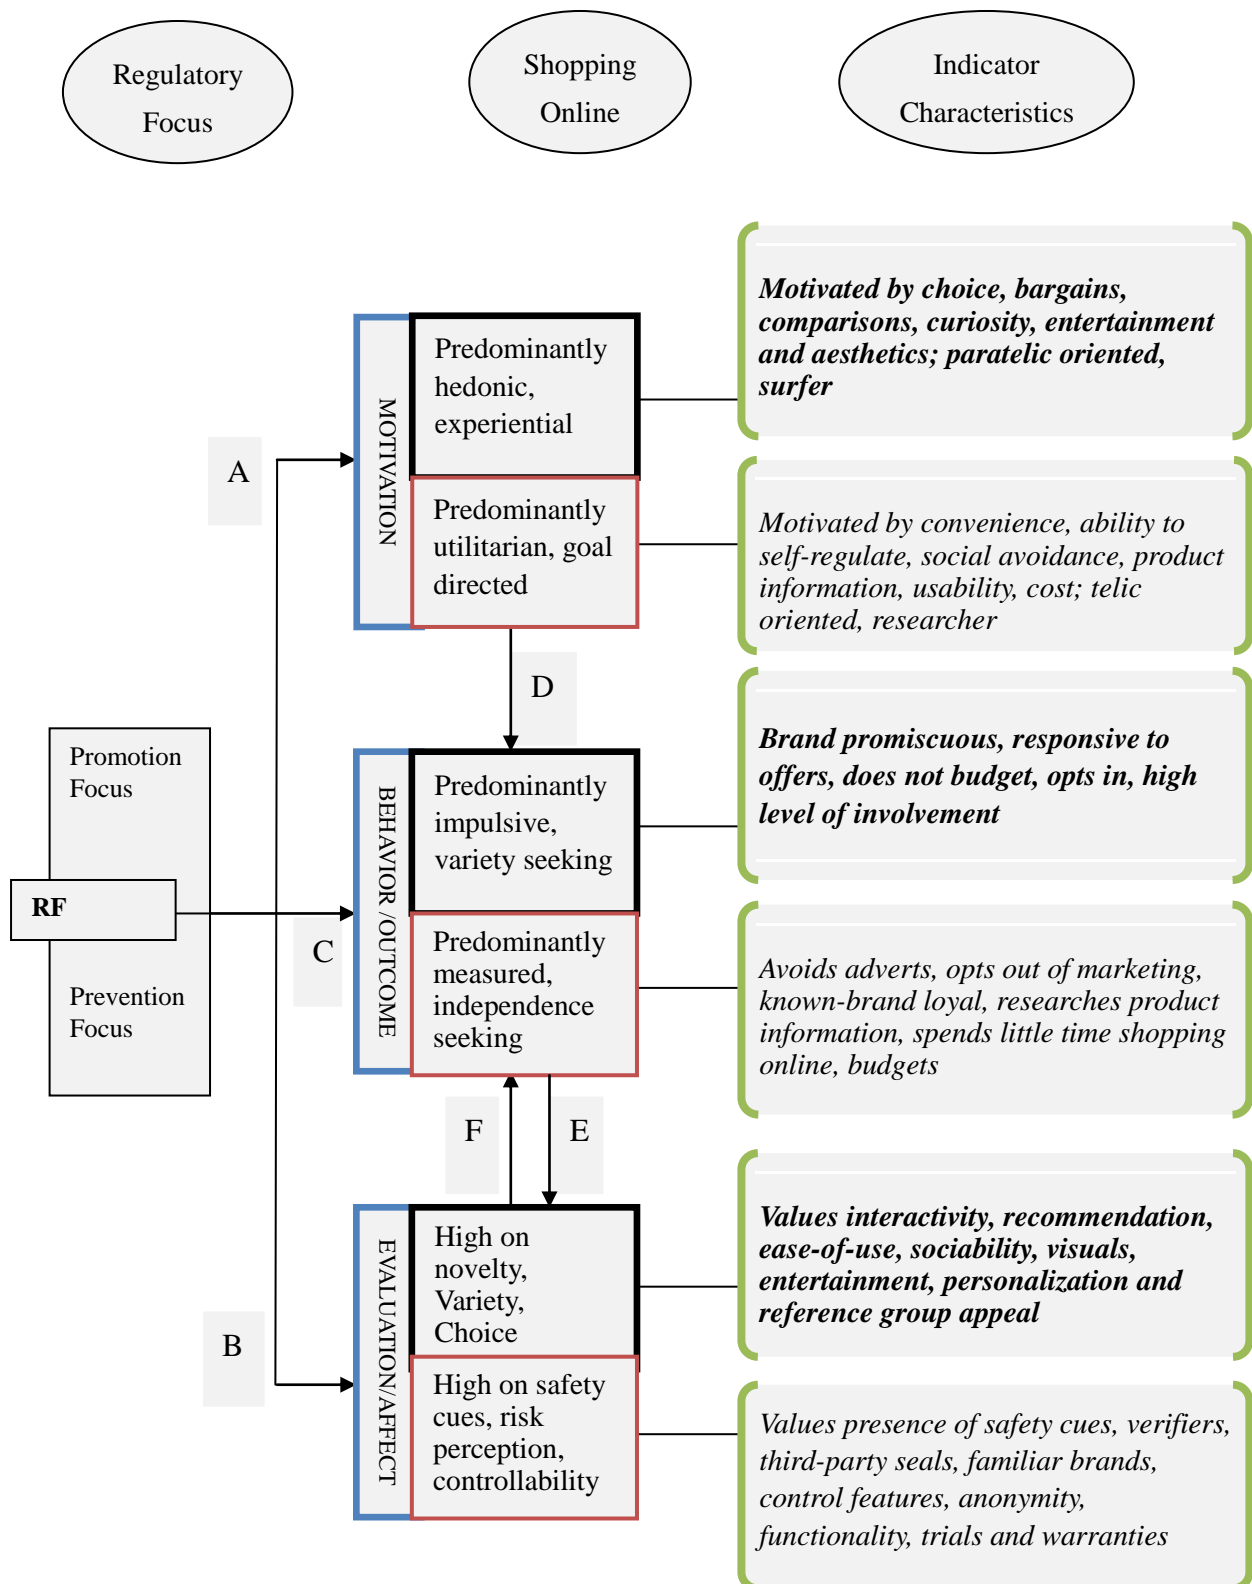 Regulatory
Focus
Shopping
Online
Indicator
Characteristics
A
MOTIVATION
Predominantly
hedonic,
experiential
Motivated by choice, bargains,
comparisons, curiosity, entertainment
and aesthetics; paratelic oriented,
surfer
Predominantly
utilitarian, goal
directed
Motivated by convenience, ability to
self-regulate, social avoidance, product
information, usability, cost; telic
oriented, researcher
D
Promotion
Focus
RF
Prevention
Focus
C
BEHAVIOR /OUTCOME
Predominantly
impulsive,
variety seeking
Brand promiscuous, responsive to
offers, does not budget, opts in, high
level of involvement
Predominantly
measured,
independence
seeking
Avoids adverts, opts out of marketing,
known-brand loyal, researches product
information, spends little time shopping
online, budgets
F
E
B
EVALUATION/AFFECT
High on
novelty,
Variety,
Choice
Values interactivity, recommendation,
ease-of-use, sociability, visuals,
entertainment, personalization and
reference group appeal
High on safety
cues, risk
perception,
controllability
Values presence of safety cues, verifiers,
third-party seals, familiar brands,
control features, anonymity,
functionality, trials and warranties